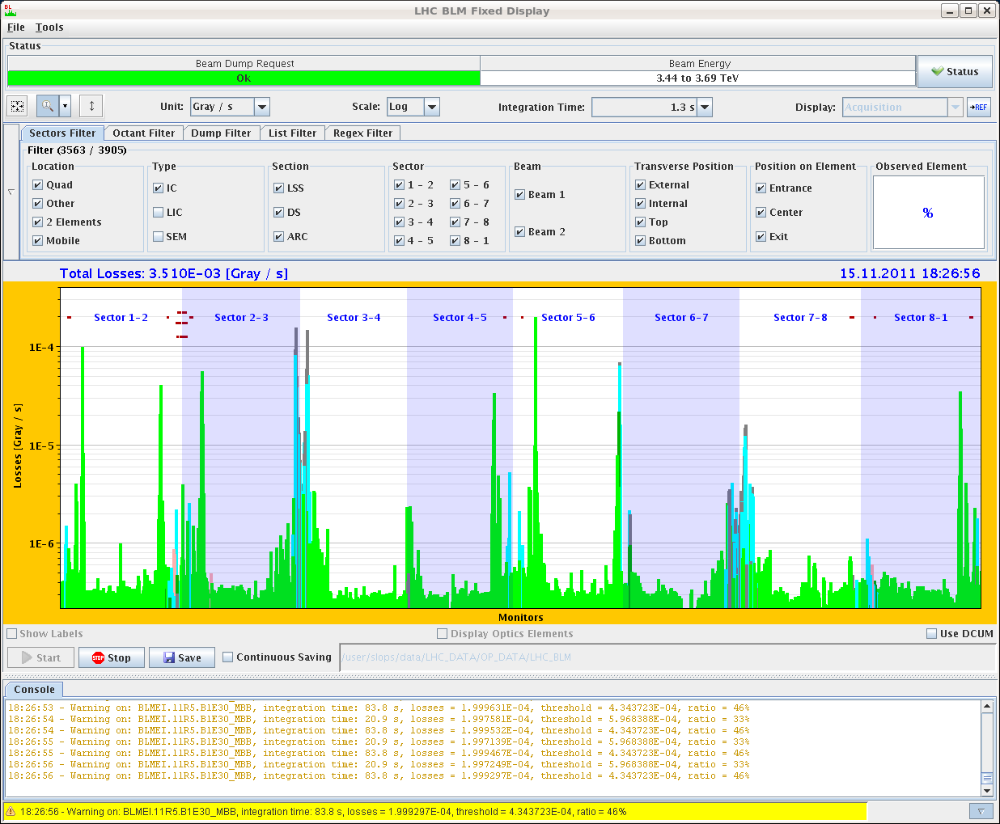 BL
LHC BLM Fixed Display
File Tools
Status
Beam Dump Request Beam Energy
Ok 3.44 to 3.69 TeV
Status
Unit: Gray / s Scale: Log Integration Time: 1.3 s Display: Acquisition →REF
Sectors Filter Octant Filter Dump Filter List Filter Regex Filter
Filter (3563 / 3905)
Location Type Section Sector Beam Transverse Position Position on Element Observed Element
Quad IC LSS 1 - 2 5 - 6 Beam 1 External Entrance
Other LIC DS 2 - 3 6 - 7 Beam 2 Internal Center
2 Elements SEM ARC 3 - 4 7 - 8 Top Exit
Mobile 4 - 5 8 - 1 Bottom
%
Total Losses: 3.510E-03 [Gray / s] 15.11.2011 18:26:56
Sector 1-2 Sector 2-3 Sector 3-4 Sector 4-5 Sector 5-6 Sector 6-7 Sector 7-8 Sector 8-1
1E-4
1E-5
1E-6
Losses [Gray / s]
Monitors
Show Labels Display Optics Elements Use DCUM
Start STOP Stop Save Continuous Saving /user/slops/data/LHC_DATA/OP_DATA/LHC_BLM
Console
18:26:53 - Warning on: BLMEI.11R5.B1E30_MBB, integration time: 83.8 s, losses = 1.999631E-04, threshold = 4.343723E-04, ratio = 46%
18:26:54 - Warning on: BLMEI.11R5.B1E30_MBB, integration time: 20.9 s, losses = 1.997581E-04, threshold = 5.968388E-04, ratio = 33%
18:26:54 - Warning on: BLMEI.11R5.B1E30_MBB, integration time: 83.8 s, losses = 1.999532E-04, threshold = 4.343723E-04, ratio = 46%
18:26:55 - Warning on: BLMEI.11R5.B1E30_MBB, integration time: 20.9 s, losses = 1.997139E-04, threshold = 5.968388E-04, ratio = 33%
18:26:55 - Warning on: BLMEI.11R5.B1E30_MBB, integration time: 83.8 s, losses = 1.999467E-04, threshold = 4.343723E-04, ratio = 46%
18:26:56 - Warning on: BLMEI.11R5.B1E30_MBB, integration time: 20.9 s, losses = 1.997249E-04, threshold = 5.968388E-04, ratio = 33%
18:26:56 - Warning on: BLMEI.11R5.B1E30_MBB, integration time: 83.8 s, losses = 1.999297E-04, threshold = 4.343723E-04, ratio = 46%
18:26:56 - Warning on: BLMEI.11R5.B1E30_MBB, integration time: 83.8 s, losses = 1.999297E-04, threshold = 4.343723E-04, ratio = 46%